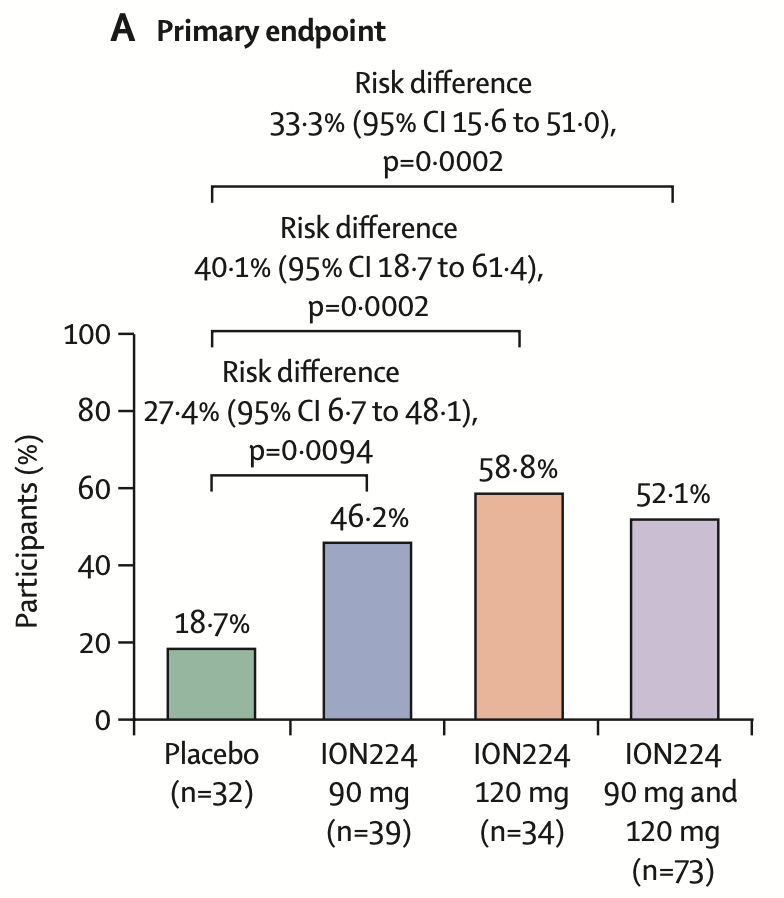 A Primary endpoint
Risk difference
33·3% (95% CI 15·6 to 51·0),
p=0·0002
Risk difference
40·1% (95% CI 18·7 to 61·4),
p=0·0002
Risk difference
27·4% (95% CI 6·7 to 48·1),
p=0·0094
Participants (%)
100
80
60
40
20
0
18·7%
46·2%
58·8%
52·1%
Placebo
(n=32)
ION224
90 mg
(n=39)
ION224
120 mg
(n=34)
ION224
90 mg and
120 mg
(n=73)